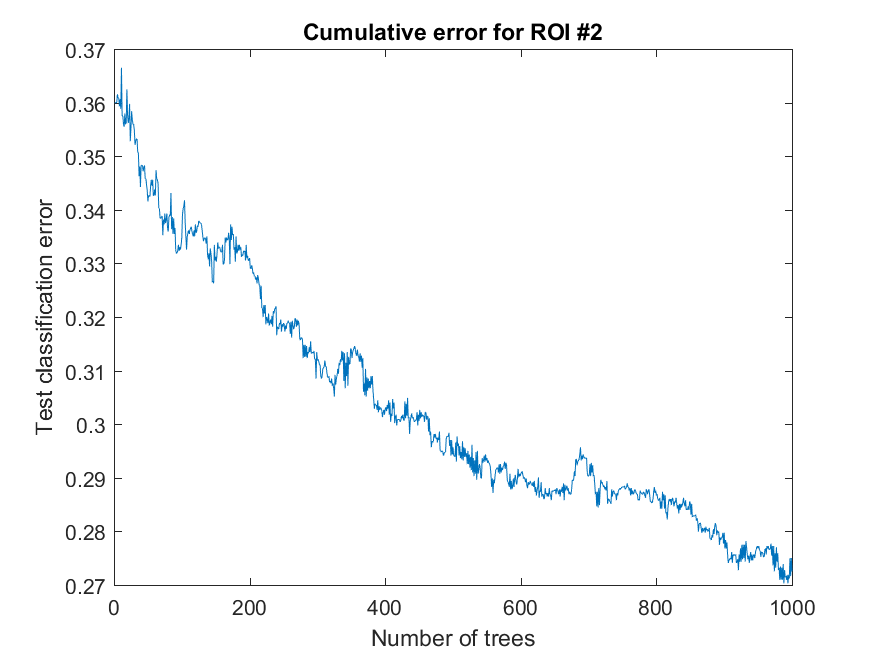 Cumulative error for ROI #2
Test classification error
0.37
0.36
0.35
0.34
0.33
0.32
0.31
0.3
0.29
0.28
0.27
0 200 400 600 800 1000
Number of trees